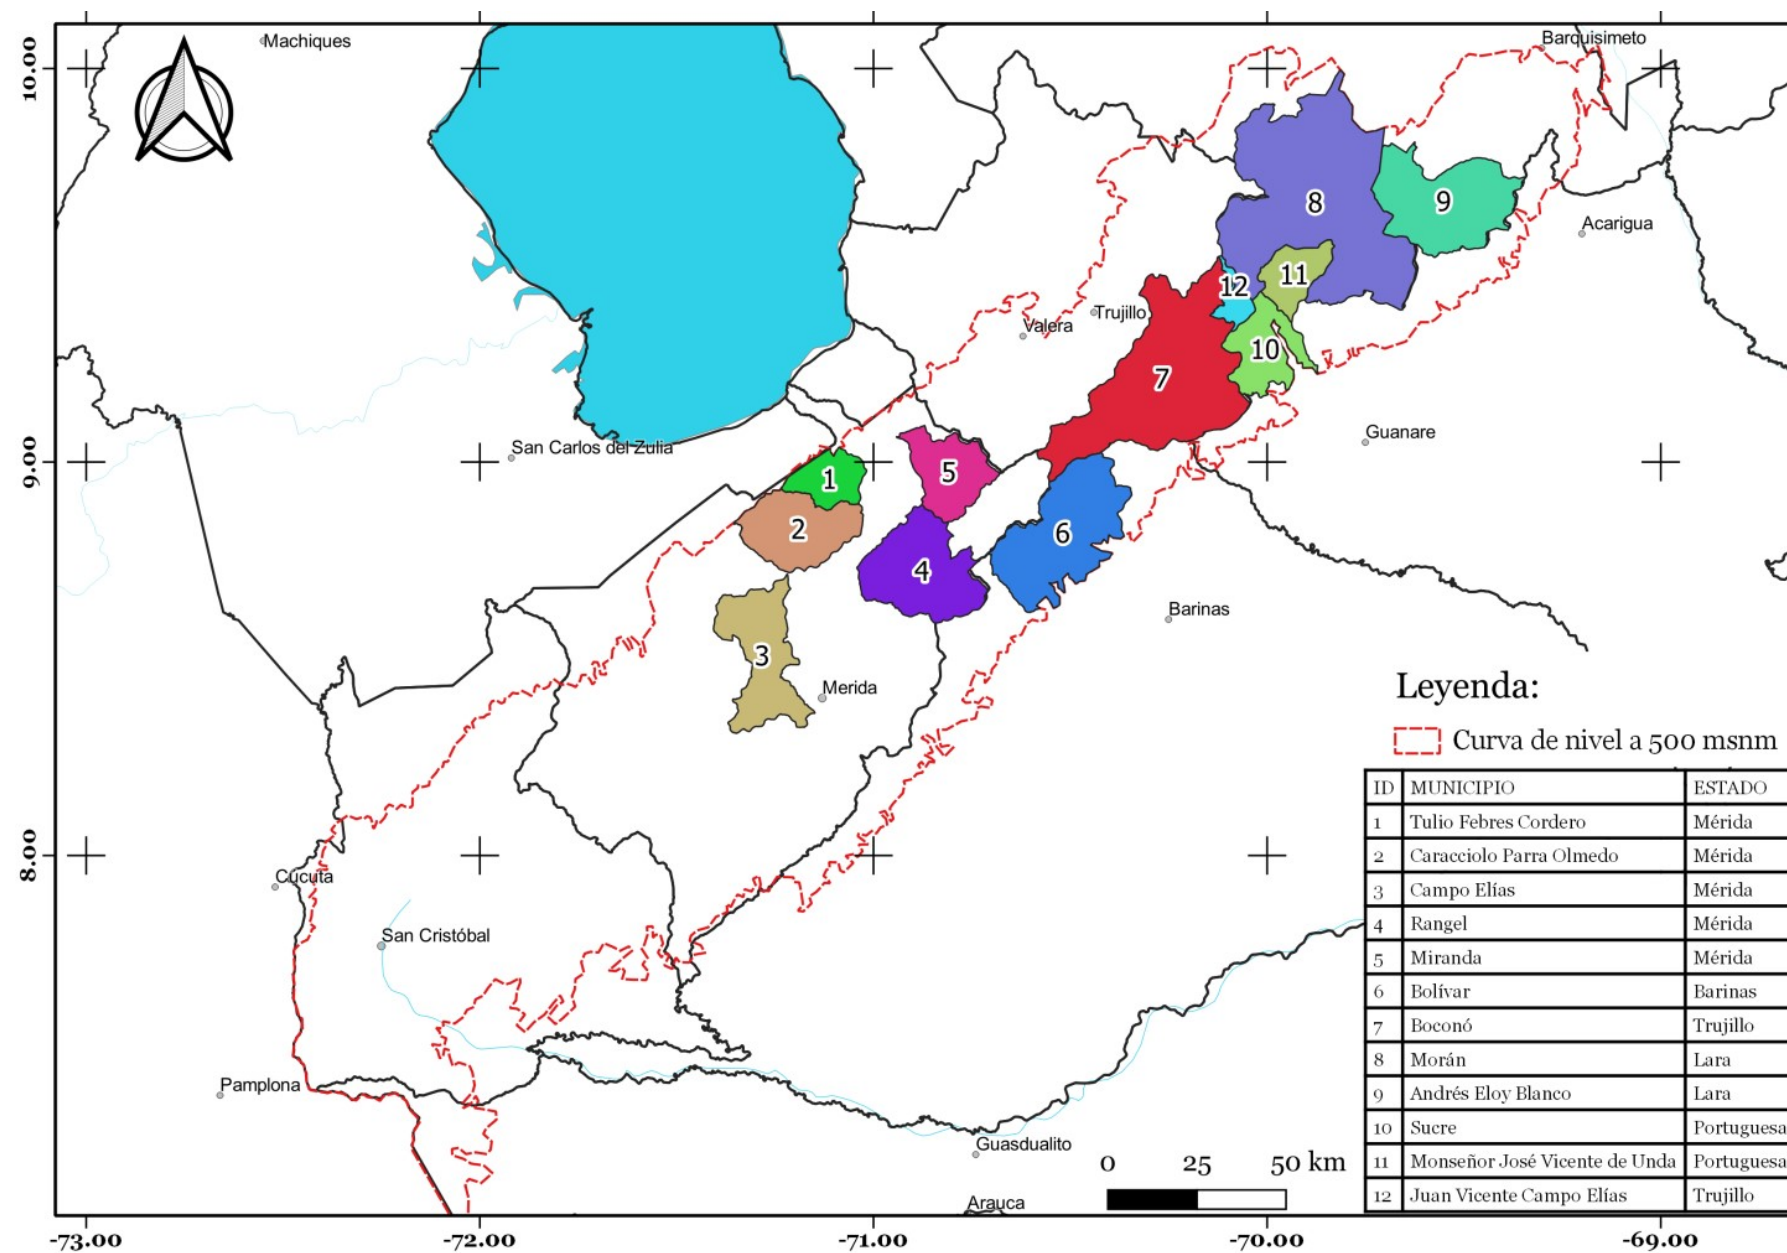 Machiques
Barquisimeto
10.00
8
9
Acarigua
11
12
Trujillo
Valera
10
7
Guanare
San Carlos del Zulia
9.00
5
1
2
6
4
Barinas
3
Merida
Leyenda:
Curva de nivel a 500 msnm
ID MUNICIPIO ESTADO
1 Tulio Febres Cordero Mérida
2 Caracciolo Parra Olmedo Mérida
3 Campo Elías Mérida
4 Rangel Mérida
5 Miranda Mérida
6 Bolívar Barinas
7 Boconó Trujillo
8 Morán Lara
9 Andrés Eloy Blanco Lara
10 Sucre Portuguesa
11 Monseñor José Vicente de Unda Portuguesa
12 Juan Vicente Campo Elías Trujillo
8.00
Cúcuta
San Cristóbal
Pamplona
Guasdualito
0 25 50 km
Arauca
-73.00 -72.00 -71.00 -70.00 -69.00